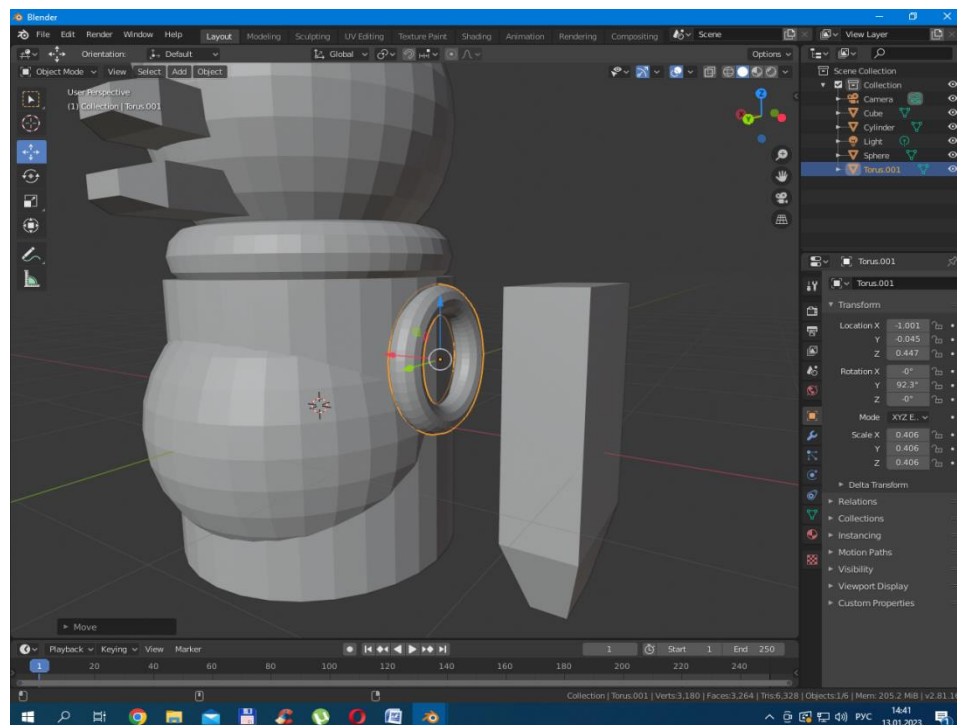 Blender
File Edit Render Window Help Layout Modeling Sculpting UV Editing Texture Paint Shading Animation Rendering Compositing Scene View Layer
Orientation: Default Global Options
Object Mode View Select Add Object
User Perspective
(1) Collection | Torus.001
Z
Y
Scene Collection
Collection
Camera
Cube
Cylinder
Light
Sphere
Torus.001
Torus.001
Torus.001
Transform
Location X -1.001
Y -0.045
Z 0.447
Rotation X -0°
Y 92.3°
Z -0°
Mode XYZ E..
Scale X 0.406
Y 0.406
Z 0.406
Delta Transform
Relations
Collections
Instancing
Motion Paths
Visibility
Viewport Display
Custom Properties
Move
Playback Keying View Marker 1 Start 1 End 250
1 20 40 60 80 100 120 140 160 180 200 220 240
Collection | Torus.001 | Verts:3,180 | Faces:3,264 | Tris:6,328 | Objects:1/6 | Mem: 205.2 MiB | v2.81.1
РУС 14:41
13.01.2023